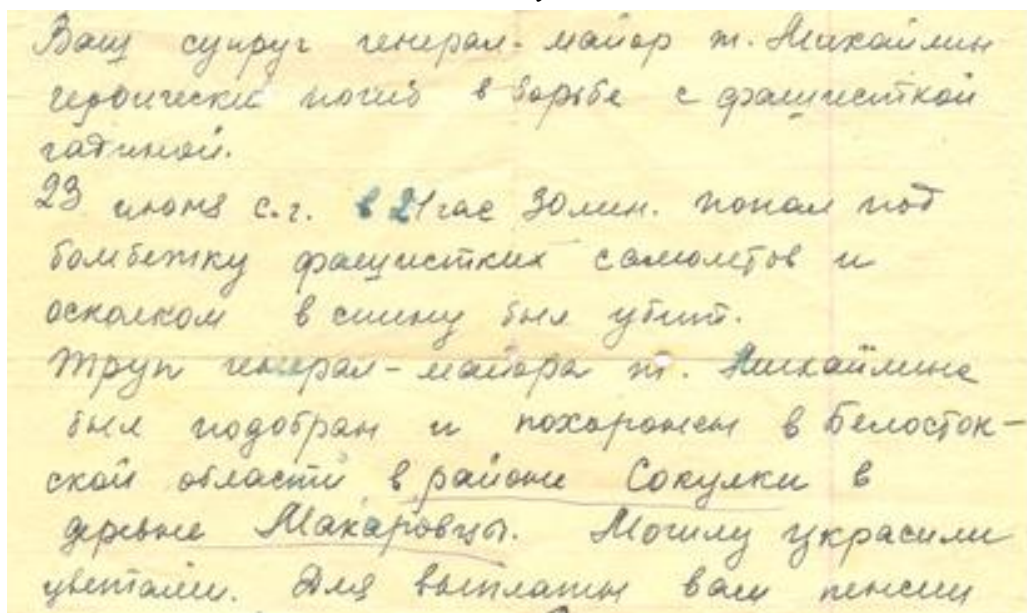 Ваш супруг генерал-майор т. Михайлин
героически погиб в борьбе с фашисткой
гадиной.
23 июня с.г. в 21 час 30 мин. попал под
бомбежку фашистких самолетов и
осколком в спину был убит.
Труп генерал-майора т. Михайлина
был подобран и похоронен в Белосток-
ской области в районе Сокулки в
деревне Макаровцы. Могилу украсили
цветами. Для выплаты вам пенсии